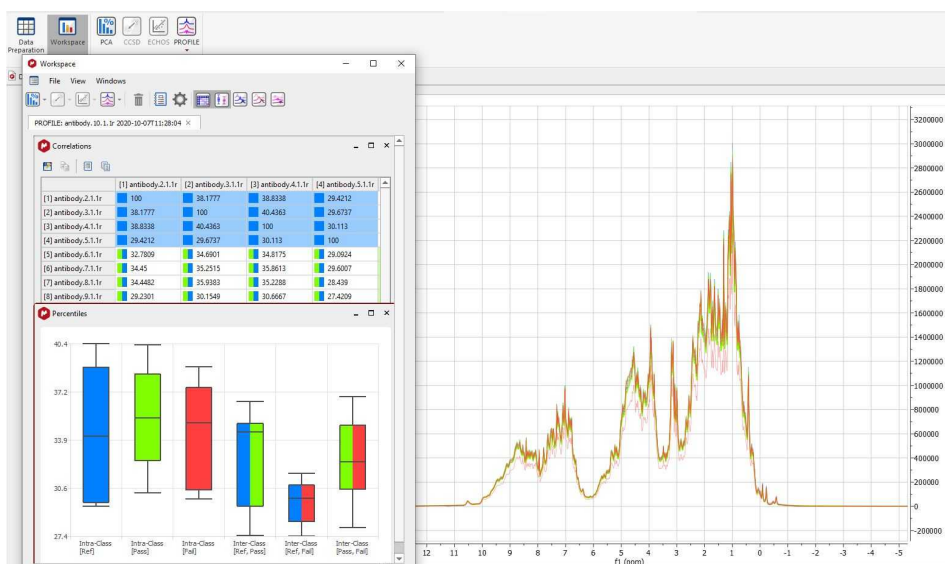 Data Preparation
Workspace
PCA
CCSD
ECHOS
PROFILE
Workspace
File View Windows
PROFILE: antibody.10.1.1r 2020-10-07T11:28:04
Correlations
[1] antibody.2.1.1r [2] antibody.3.1.1r [3] antibody.4.1.1r [4] antibody.5.1.1r
[1] antibody.2.1.1r 100 38.1777 38.8338 29.4212
[2] antibody.3.1.1r 38.1777 100 40.4363 29.6737
[3] antibody.4.1.1r 38.8338 40.4363 100 30.113
[4] antibody.5.1.1r 29.4212 29.6737 30.113 100
[5] antibody.6.1.1r 32.7809 34.6901 34.8175 29.0924
[6] antibody.7.1.1r 34.45 35.2515 35.8613 29.6007
[7] antibody.8.1.1r 34.4482 35.9383 35.2288 28.439
[8] antibody.9.1.1r 29.2301 30.1549 30.6667 27.4209
Percentiles
40.4
37.2
33.9
30.6
27.4
Intra-Class [Ref]
Intra-Class [Pass]
Intra-Class [Fail]
Inter-Class [Ref, Pass]
Inter-Class [Ref, Fail]
Inter-Class [Pass, Fail]
3200000
3000000
2800000
2600000
2400000
2200000
2000000
1800000
1600000
1400000
1200000
1000000
800000
600000
400000
200000
0
-200000
12 11 10 9 8 7 6 5 4 3 2 1 0 -1 -2 -3 -4 -5
f1 (ppm)